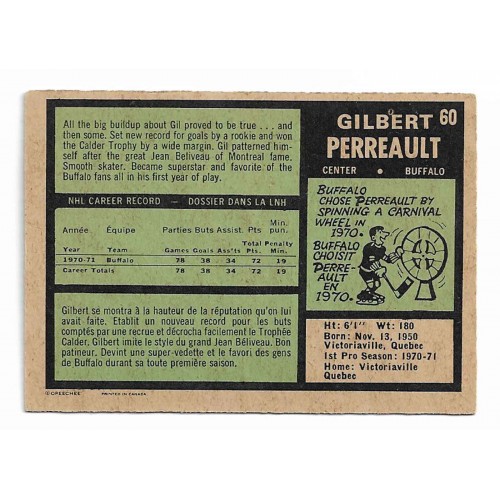 All the big buildup about Gil proved to be true . . . and
then some. Set new record for goals by a rookie and won
the Calder Trophy by a wide margin. Gil patterned himself
after the great Jean Beliveau of Montreal fame.
Smooth skater. Became superstar and favorite of the
Buffalo fans all in his first year of play.
NHL CAREER RECORD — DOSSIER DANS LA LNH
Année Équipe Parties Buts Assist. Pts. Min. pun.
Year Team Games Goals Ass'ts Total Pts. Penalty Min.
1970-71 Buffalo 78 38 34 72 19
Career Totals 78 38 34 72 19
Gilbert se montra à la hauteur de la réputation qu'on lui
avait faite. Etablit un nouveau record pour les buts
comptés par une recrue et décrocha facilement le Trophée
Calder. Gilbert imite le style du grand Jean Béliveau. Bon
patineur. Devint une supervedette et le favori des gens
de Buffalo durant sa toute première saison.
© OPEECHEE PRINTED IN CANADA
GILBERT 60
PERREAULT
CENTER • BUFFALO
BUFFALO
CHOSE PERREAULT BY
SPINNING A CARNIVAL
WHEEL IN
1970.
BUFFALO
CHOISIT
PERRE-
AULT
EN
1970.
Ht: 6'1" Wt: 180
Born: Nov. 13, 1950
Victoriaville, Quebec
1st Pro Season: 1970-71
Home: Victoriaville
Quebec